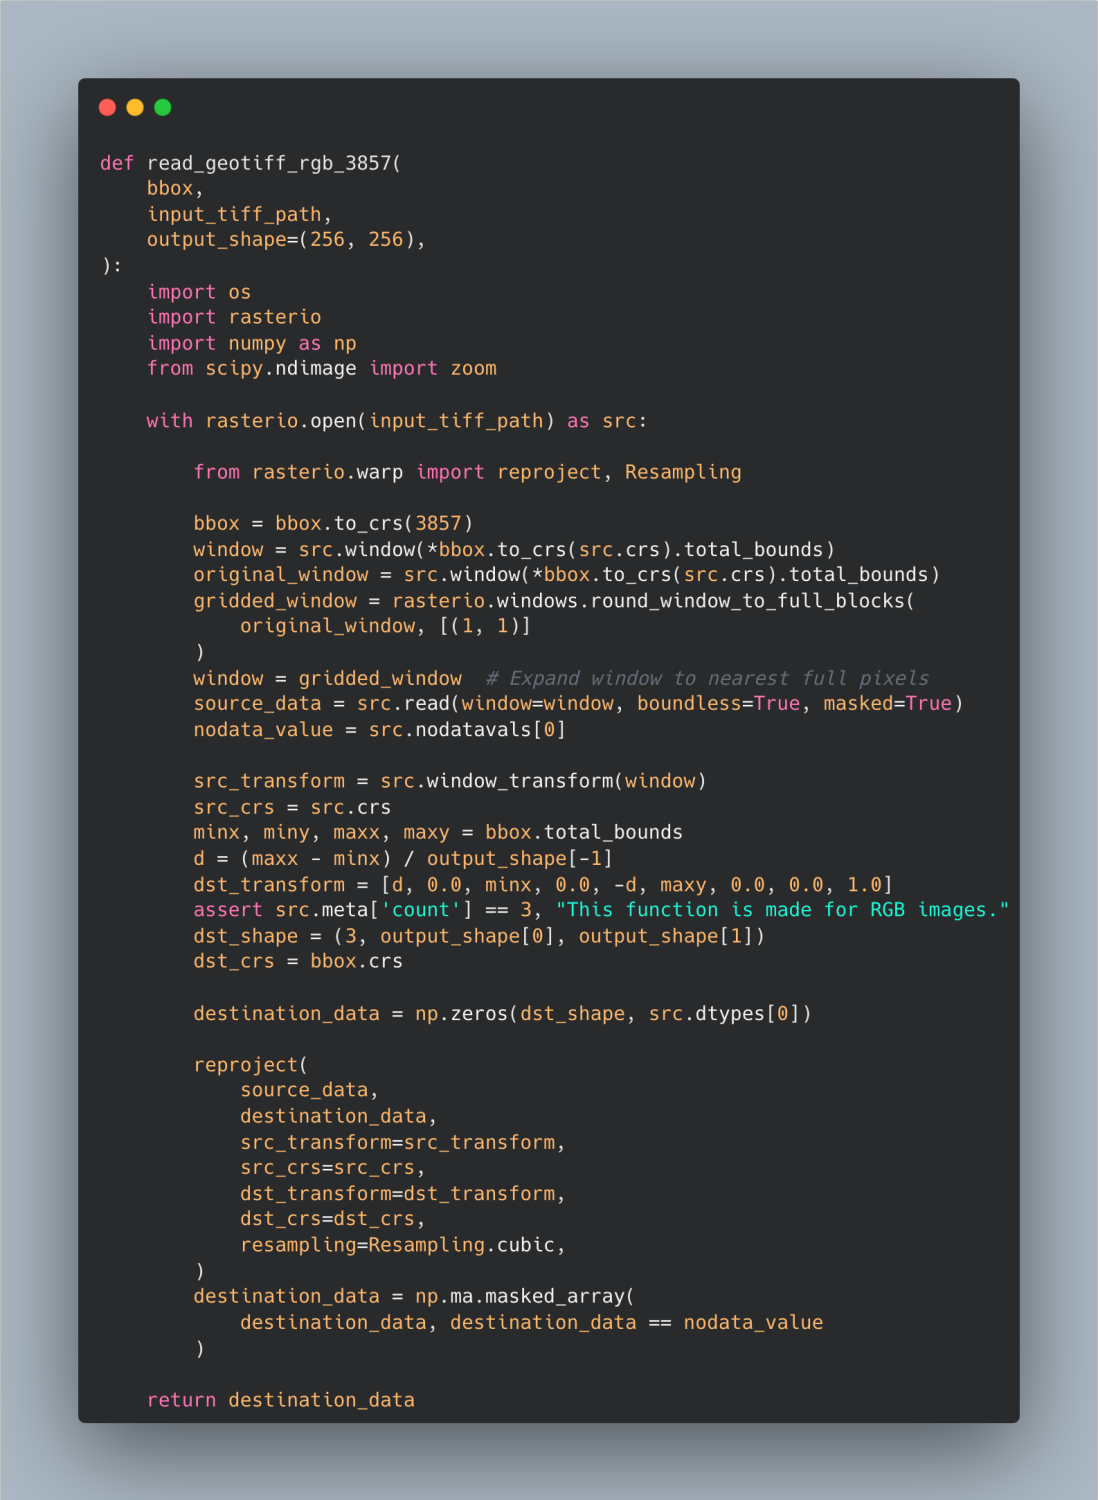 def read_geotiff_rgb_3857(
    bbox,
    input_tiff_path,
    output_shape=(256, 256),
):
    import os
    import rasterio
    import numpy as np
    from scipy.ndimage import zoom

    with rasterio.open(input_tiff_path) as src:

        from rasterio.warp import reproject, Resampling

        bbox = bbox.to_crs(3857)
        window = src.window(*bbox.to_crs(src.crs).total_bounds)
        original_window = src.window(*bbox.to_crs(src.crs).total_bounds)
        gridded_window = rasterio.windows.round_window_to_full_blocks(
            original_window, [(1, 1)]
        )
        window = gridded_window  # Expand window to nearest full pixels
        source_data = src.read(window=window, boundless=True, masked=True)
        nodata_value = src.nodatavals[0]

        src_transform = src.window_transform(window)
        src_crs = src.crs
        minx, miny, maxx, maxy = bbox.total_bounds
        d = (maxx - minx) / output_shape[-1]
        dst_transform = [d, 0.0, minx, 0.0, -d, maxy, 0.0, 0.0, 1.0]
        assert src.meta['count'] == 3, "This function is made for RGB images."
        dst_shape = (3, output_shape[0], output_shape[1])
        dst_crs = bbox.crs

        destination_data = np.zeros(dst_shape, src.dtypes[0])

        reproject(
            source_data,
            destination_data,
            src_transform=src_transform,
            src_crs=src_crs,
            dst_transform=dst_transform,
            dst_crs=dst_crs,
            resampling=Resampling.cubic,
        )
        destination_data = np.ma.masked_array(
            destination_data, destination_data == nodata_value
        )

    return destination_data